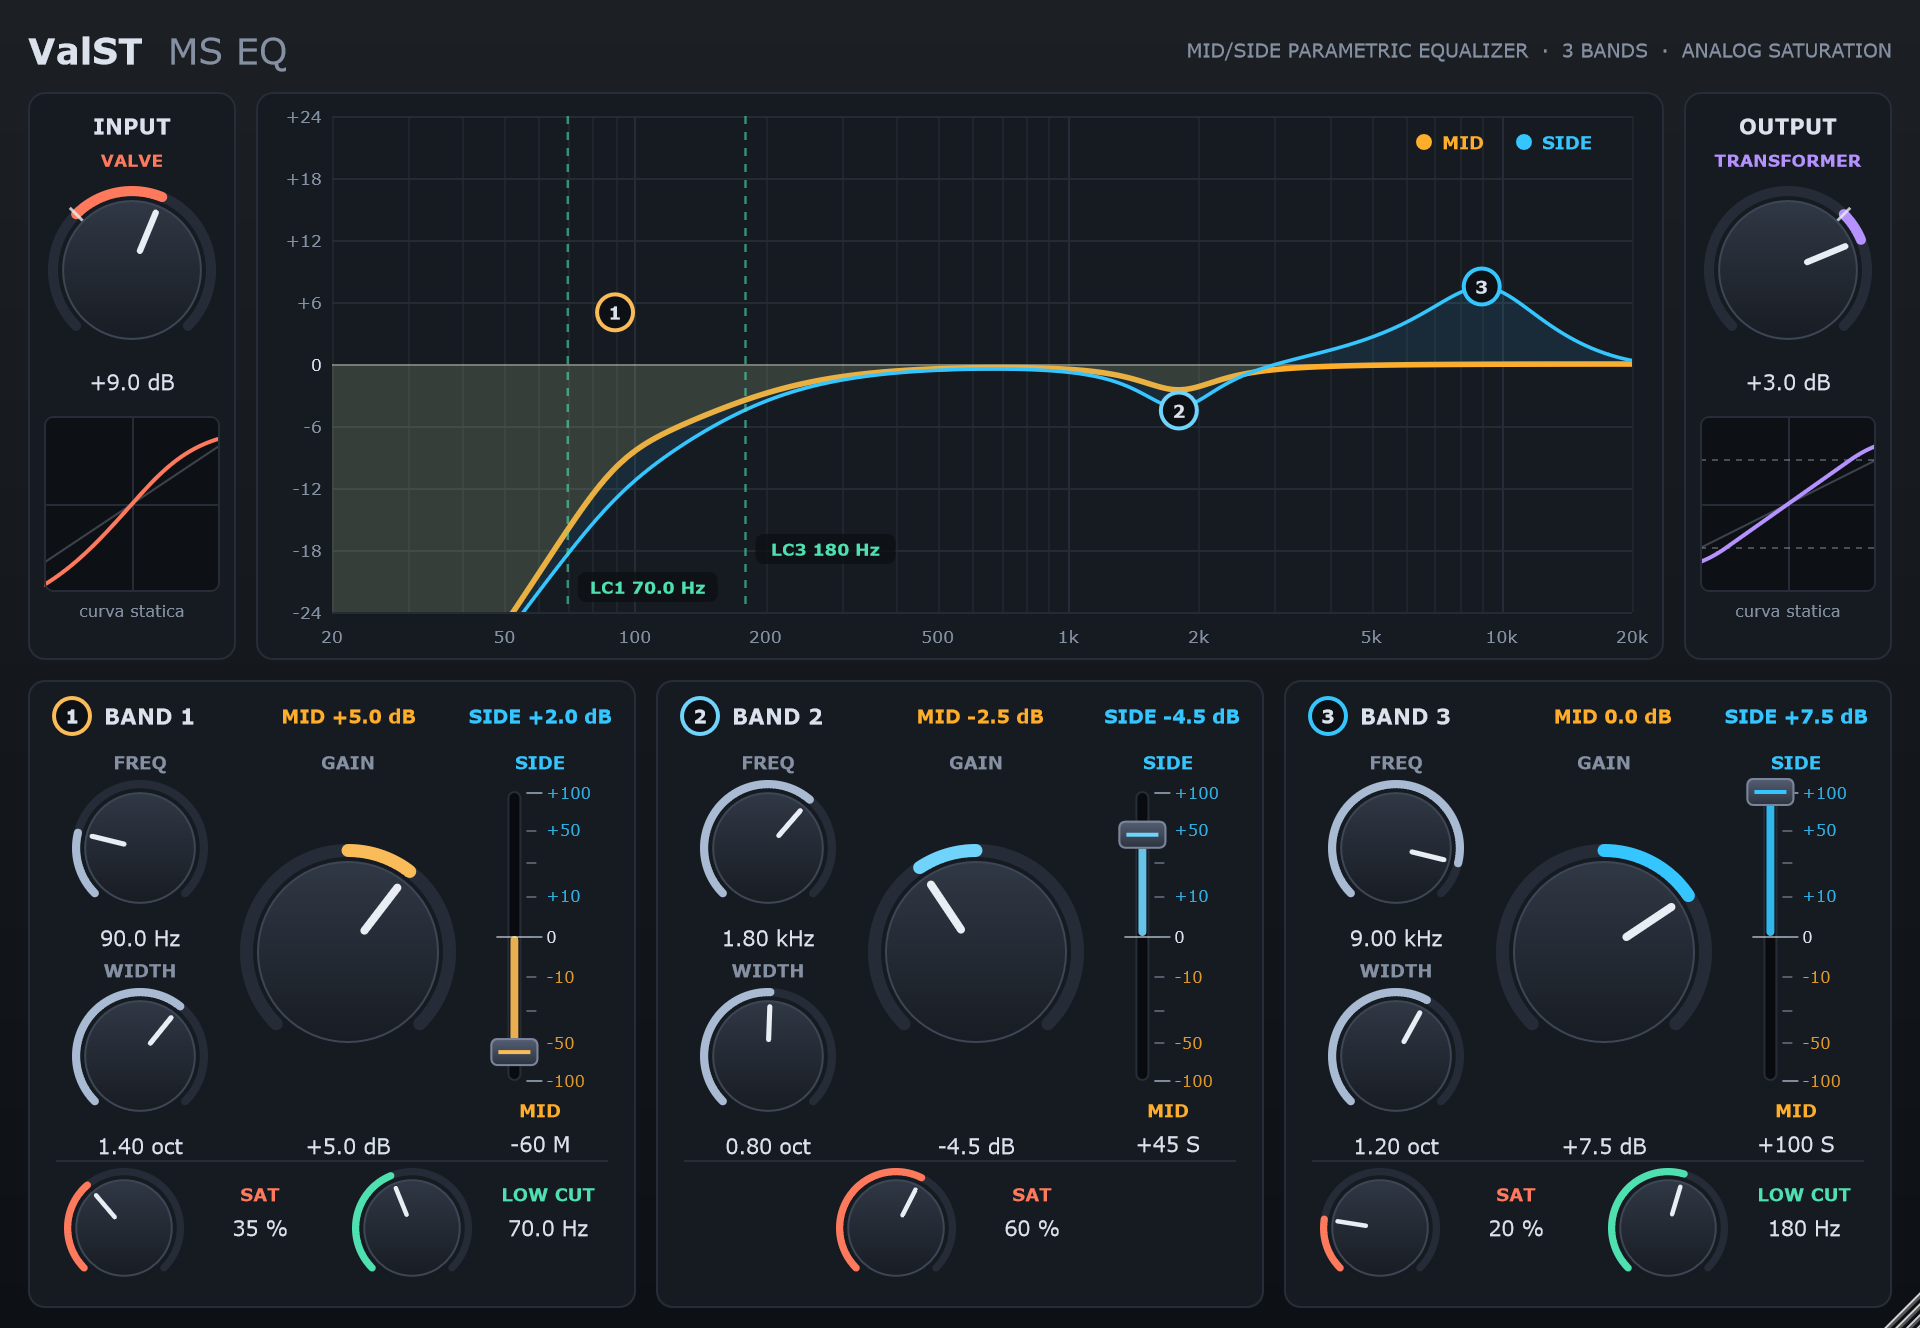 ValST MS EQ
MID/SIDE PARAMETRIC EQUALIZER · 3 BANDS · ANALOG SATURATION
INPUT
VALVE
+9.0 dB
curva statica
+24
+18
+12
+6
0
-6
-12
-18
-24
MID SIDE
1
2
3
LC3 180 Hz
LC1 70.0 Hz
20 50 100 200 500 1k 2k 5k 10k 20k
OUTPUT
TRANSFORMER
+3.0 dB
curva statica
1 BAND 1 MID +5.0 dB SIDE +2.0 dB
FREQ GAIN SIDE
+100
+50
+10
90.0 Hz
0
WIDTH
-10
-50
-100
MID
1.40 oct +5.0 dB -60 M
SAT
35 %
LOW CUT
70.0 Hz
2 BAND 2 MID -2.5 dB SIDE -4.5 dB
FREQ GAIN SIDE
+100
+50
+10
1.80 kHz
0
WIDTH
-10
-50
-100
MID
0.80 oct -4.5 dB +45 S
SAT
60 %
3 BAND 3 MID 0.0 dB SIDE +7.5 dB
FREQ GAIN SIDE
+100
+50
+10
9.00 kHz
0
WIDTH
-10
-50
-100
MID
1.20 oct +7.5 dB +100 S
SAT
20 %
LOW CUT
180 Hz